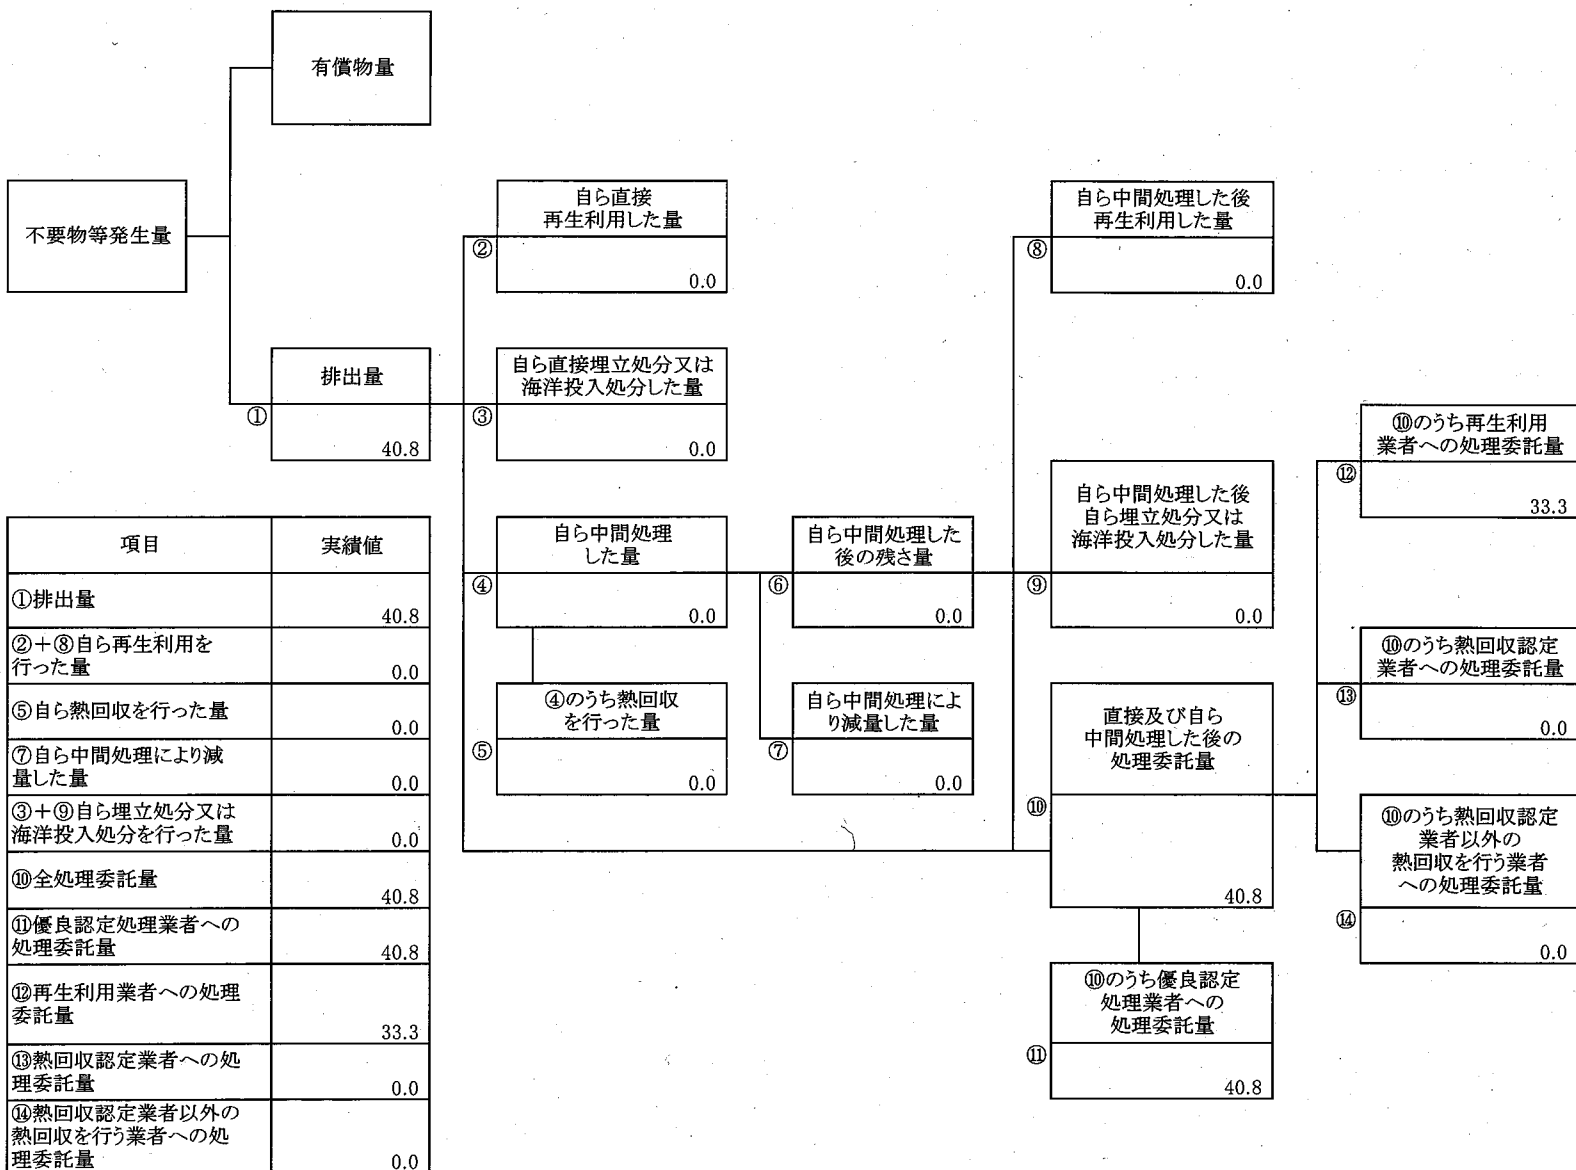 有償物量
不要物等発生量
排出量
①
40.8
自ら直接
再生利用した量
②
0.0
自ら直接埋立処分又は
海洋投入処分した量
③
0.0
自ら中間処理
した量
④
0.0
④のうち熱回収
を行った量
⑤
0.0
自ら中間処理した
後の残さ量
⑥
0.0
自ら中間処理によ
り減量した量
⑦
0.0
自ら中間処理した後
再生利用した量
⑧
0.0
自ら中間処理した後
自ら埋立処分又は
海洋投入処分した量
⑨
0.0
直接及び自ら
中間処理した後の
処理委託量
⑩
40.8
⑩のうち優良認定
処理業者への
処理委託量
⑪
40.8
⑩のうち再生利用
業者への処理委託量
⑫
33.3
⑩のうち熱回収認定
業者への処理委託量
⑬
0.0
⑩のうち熱回収認定
業者以外の
熱回収を行う業者
への処理委託量
⑭
0.0
項目 実績値
①排出量
40.8
②+⑧自ら再生利用を
行った量
0.0
⑤自ら熱回収を行った量
0.0
⑦自ら中間処理により減
量した量
0.0
③+⑨自ら埋立処分又は
海洋投入処分を行った量
0.0
⑩全処理委託量
40.8
⑪優良認定処理業者への
処理委託量
40.8
⑫再生利用業者への処理
委託量
33.3
⑬熱回収認定業者への処
理委託量
0.0
⑭熱回収認定業者以外の
熱回収を行う業者への処
理委託量
0.0